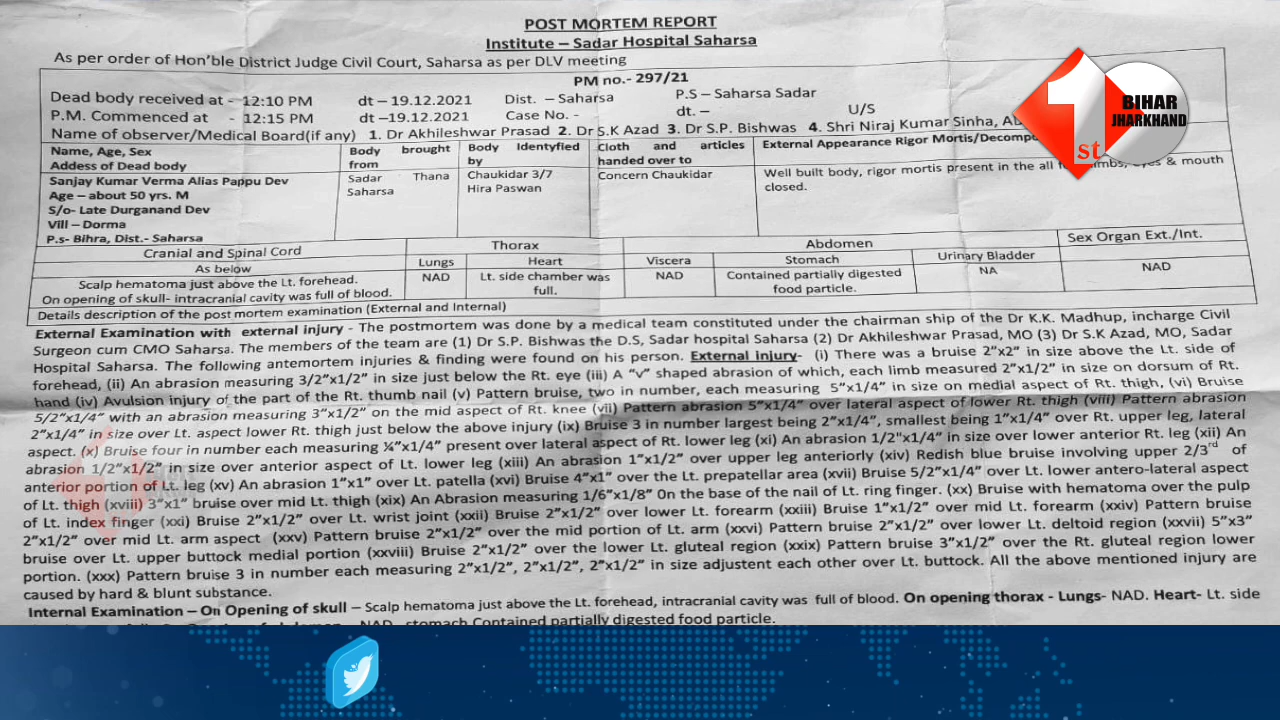 POST MORTEM REPORT
Institute – Sadar Hospital Saharsa
As per order of Hon'ble District Judge Civil Court, Saharsa as per DLV meeting
PM no.- 297/21
Dead body received at - 12:10 PM dt – 19.12.2021 Dist. – Saharsa P.S – Saharsa Sadar
P.M. Commenced at - 12:15 PM dt –19.12.2021 Case No. - dt. – U/S
Name of observer/Medical Board(if any) 1. Dr Akhileshwar Prasad 2. Dr S.K Azad 3. Dr S.P. Bishwas 4. Shri Niraj Kumar Sinha,
Name, Age, Sex
Addess of Dead body
Body brought
from
Body Identyfied
by
Cloth and articles
handed over to
External Appearance Rigor Mortis/Decompo
Sanjay Kumar Verma Alias Pappu Dev
Age – about 50 yrs. M
S/o- Late Durganand Dev
Vill – Dorma
P.s- Bihra, Dist.- Saharsa
Sadar Thana
Saharsa
Chaukidar 3/7
Hira Paswan
Concern Chaukidar
Well built body, rigor mortis present in the all & mouth
closed.
Cranial and Spinal Cord
Thorax
Abdomen
Sex Organ Ext./Int.
As below
Lungs
Heart
Viscera
Stomach
Urinary Bladder
Scalp hematoma just above the Lt. forehead.
On opening of skull- intracranial cavity was full of blood.
NAD
Lt. side chamber was
full.
NAD
Contained partially digested
food particle.
NA
NAD
Details description of the post mortem examination (External and Internal)
External Examination with external injury - The postmortem was done by a medical team constituted under the chairman ship of the Dr K.K. Madhup, incharge Civil
Surgeon cum CMO Saharsa. The members of the team are (1) Dr S.P. Bishwas the D.S, Sadar hospital Saharsa (2) Dr Akhileshwar Prasad, MO (3) Dr S.K Azad, MO, Sadar
Hospital Saharsa. The following antemortem injuries & finding were found on his person. External injury- (i) There was a bruise 2"x2" in size above the Lt. side of
forehead, (ii) An abrasion measuring 3/2"x1/2" in size just below the Rt. eye (iii) A "v" shaped abrasion of which, each limb measured 2"x1/2" in size on dorsum of Rt.
hand (iv) Avulsion injury of the part of the Rt. thumb nail (v) Pattern bruise, two in number, each measuring 5"x1/4" in size on medial aspect of Rt. thigh, (vi) Bruise
5/2"x1/4" with an abrasion measuring 3"x1/2" on the mid aspect of Rt. knee (vii) Pattern abrasion 5"x1/4" over lateral aspect of lower Rt. thigh (viii) Pattern abrasion
2"x1/4" in size over Lt. aspect lower Rt. thigh just below the above injury (ix) Bruise 3 in number largest being 2"x1/4", smallest being 1"x1/4" over Rt. upper leg, lateral
aspect. (x) Bruise four in number each measuring ¼"x1/4" present over lateral aspect of Rt. lower leg (xi) An abrasion 1/2"x1/4" in size over lower anterior Rt. leg (xii) An
abrasion 1/2"x1/2" in size over anterior aspect of Lt. lower leg (xiii) An abrasion 1"x1/2" over upper leg anteriorly (xiv) Redish blue bruise involving upper 2/3rd of
anterior portion of Lt. leg (xv) An abrasion 1"x1" over Lt. patella (xvi) Bruise 4"x1" over the Lt. prepatellar area (xvii) Bruise 5/2"x1/4" over Lt. lower antero-lateral aspect
of Lt. thigh (xviii) 3"x1" bruise over mid Lt. thigh (xix) An Abrasion measuring 1/6"x1/8" On the base of the nail of Lt. ring finger. (xx) Bruise with hematoma over the pulp
of Lt. index finger (xxi) Bruise 2"x1/2" over Lt. wrist joint (xxii) Bruise 2"x1/2" over lower Lt. forearm (xxiii) Bruise 1"x1/2" over mid Lt. forearm (xxiv) Pattern bruise
2"x1/2" ove mid Lt. arm aspect (xxv) Pattern bruise 2"x1/2" over the mid portion of Lt. arm (xxvi) Pattern bruise 2"x1/2" over lower Lt. deltoid region (xxvii) 5"x3"
bruise over Lt. upper buttock medial portion (xxviii) Bruise 2"x1/2" over the lower Lt. gluteal region (xxix) Pattern bruise 3"x1/2" over the Rt. gluteal region lower
portion. (xxx) Pattern bruise 3 in number each measuring 2"x1/2", 2"x1/2", 2"x1/2" in size adjustent each other over Lt. buttock. All the above mentioned injury are
caused by hard & blunt substance.
Internal Examination – On Opening of skull – Scalp hematoma just above the Lt. forehead, intracranial cavity was full of blood. On opening thorax - Lungs- NAD. Heart- Lt. side
NAD, stomach Contained partially digested food particle.
1st
BIHAR
JHARKHAND